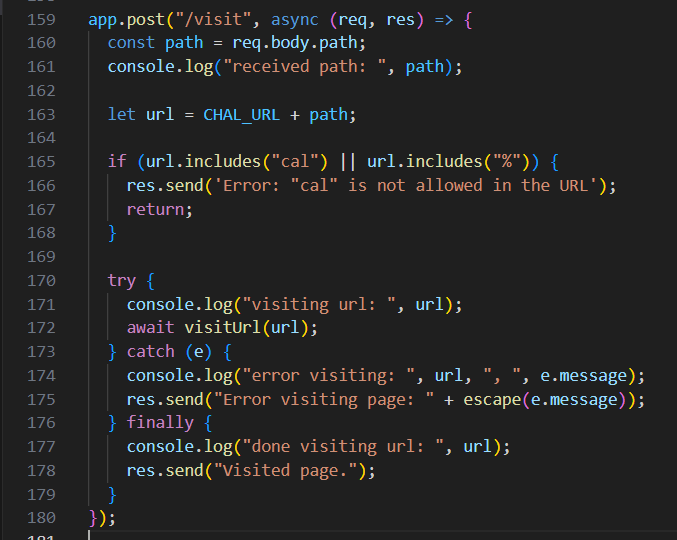 159 app.post("/visit", async (req, res) => {
160   const path = req.body.path;
161   console.log("received path: ", path);
162
163   let url = CHAL_URL + path;
164
165   if (url.includes("cal") || url.includes("%")) {
166     res.send('Error: "cal" is not allowed in the URL');
167     return;
168   }
169
170   try {
171     console.log("visiting url: ", url);
172     await visitUrl(url);
173   } catch (e) {
174     console.log("error visiting: ", url, ", ", e.message);
175     res.send("Error visiting page: " + escape(e.message));
176   } finally {
177     console.log("done visiting url: ", url);
178     res.send("Visited page.");
179   }
180 });